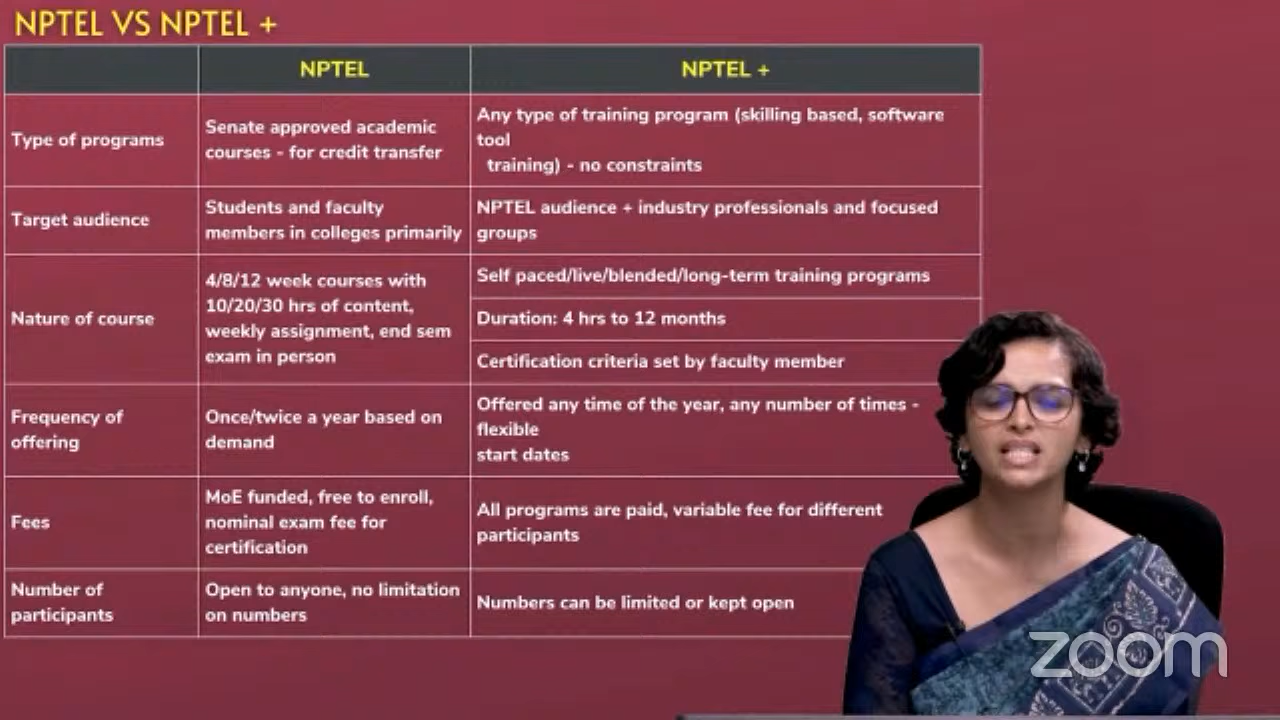 NPTEL VS NPTEL +
NPTEL
NPTEL +
Type of programs
Senate approved academic
courses - for credit transfer
Any type of training program (skilling based, software
tool
training) - no constraints
Target audience
Students and faculty
members in colleges primarily
NPTEL audience + industry professionals and focused
groups
Nature of course
4/8/12 week courses with
10/20/30 hrs of content,
weekly assignment, end sem
exam in person
Self paced/live/blended/long-term training programs
Duration: 4 hrs to 12 months
Certification criteria set by faculty member
Frequency of
offering
Once/twice a year based on
demand
Offered any time of the year, any number of times -
flexible
start dates
Fees
MoE funded, free to enroll,
nominal exam fee for
certification
All programs are paid, variable fee for different
participants
Number of
participants
Open to anyone, no limitation
on numbers
Numbers can be limited or kept open
zoom